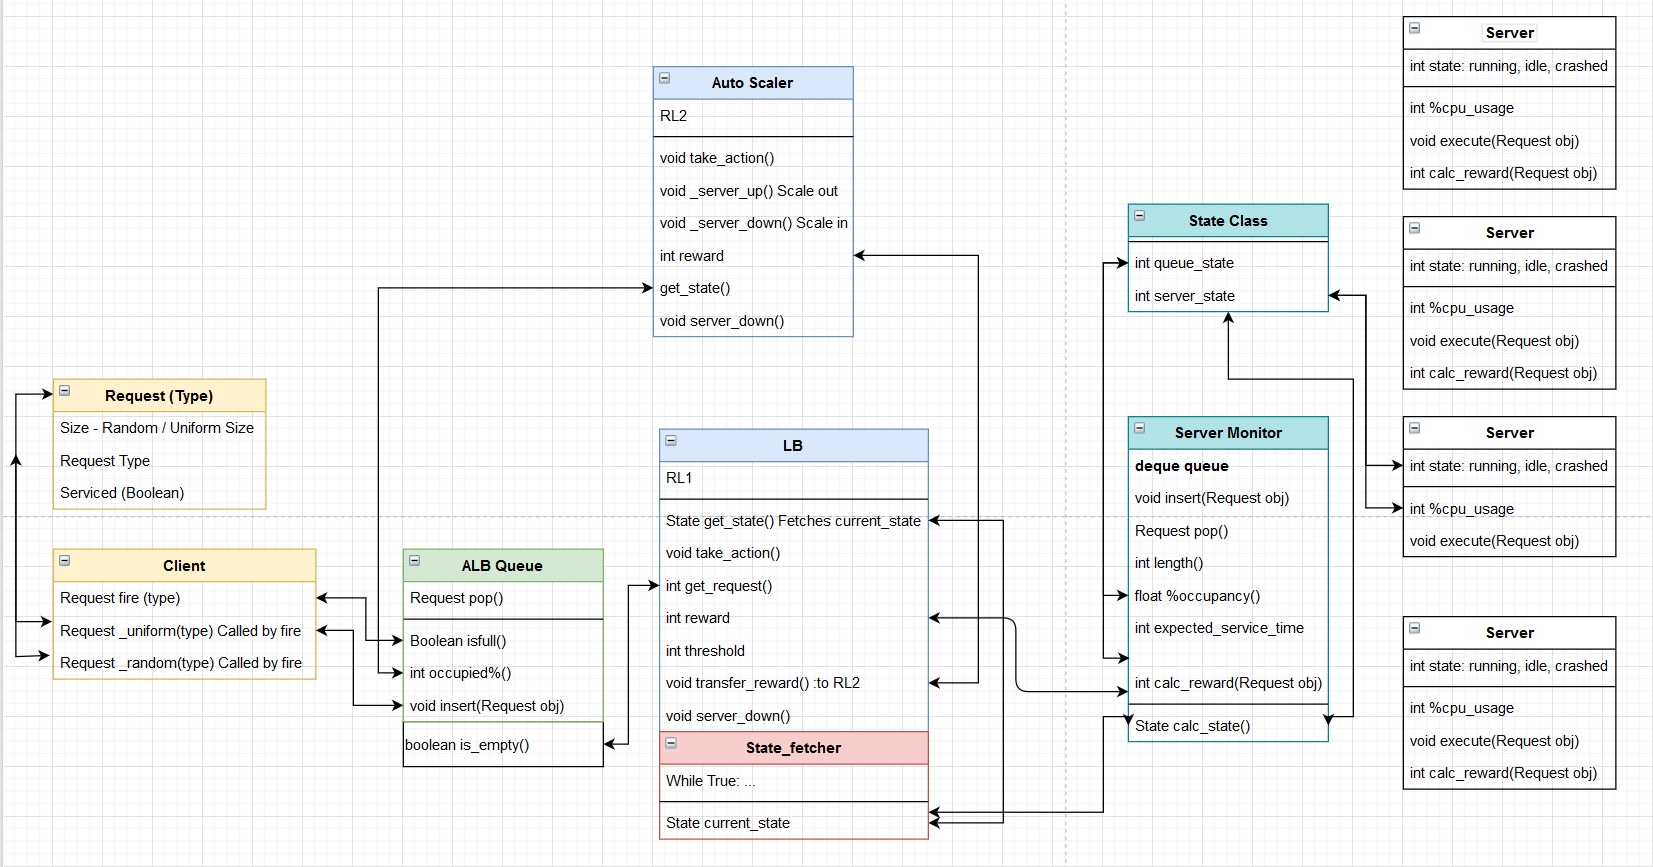 Auto Scaler
RL2
void take_action()
void _server_up() Scale out
void _server_down() Scale in
int reward
get_state()
void server_down()
Request (Type)
Size - Random / Uniform Size
Request Type
Serviced (Boolean)
Client
Request fire (type)
Request _uniform(type) Called by fire
Request _random(type) Called by fire
ALB Queue
Request pop()
Boolean isfull()
int occupied%()
void insert(Request obj)
boolean is_empty()
LB
RL1
State get_state() Fetches current_state
void take_action()
int get_request()
int reward
int threshold
void transfer_reward() :to RL2
void server_down()
State_fetcher
While True: ...
State current_state
State Class
int queue_state
int server_state
Server Monitor
deque queue
void insert(Request obj)
Request pop()
int length()
float %occupancy()
int expected_service_time
int calc_reward(Request obj)
State calc_state()
Server
int state: running, idle, crashed
int %cpu_usage
void execute(Request obj)
int calc_reward(Request obj)
Server
int state: running, idle, crashed
int %cpu_usage
void execute(Request obj)
int calc_reward(Request obj)
Server
int state: running, idle, crashed
int %cpu_usage
void execute(Request obj)
Server
int state: running, idle, crashed
int %cpu_usage
void execute(Request obj)
int calc_reward(Request obj)